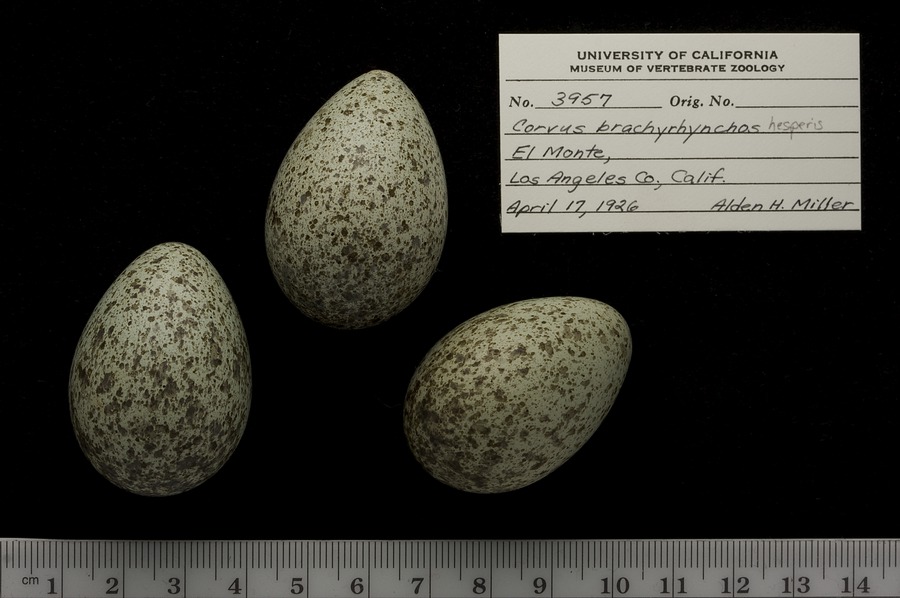 UNIVERSITY OF CALIFORNIA
MUSEUM OF VERTEBRATE ZOOLOGY
No. 3957 Orig. No.
Corvus brachyrhynchos hesperis
El Monte,
Los Angeles Co., Calif.
April 17, 1926 Alden H. Miller
cm 1 2 3 4 5 6 7 8 9 10 11 12 13 14